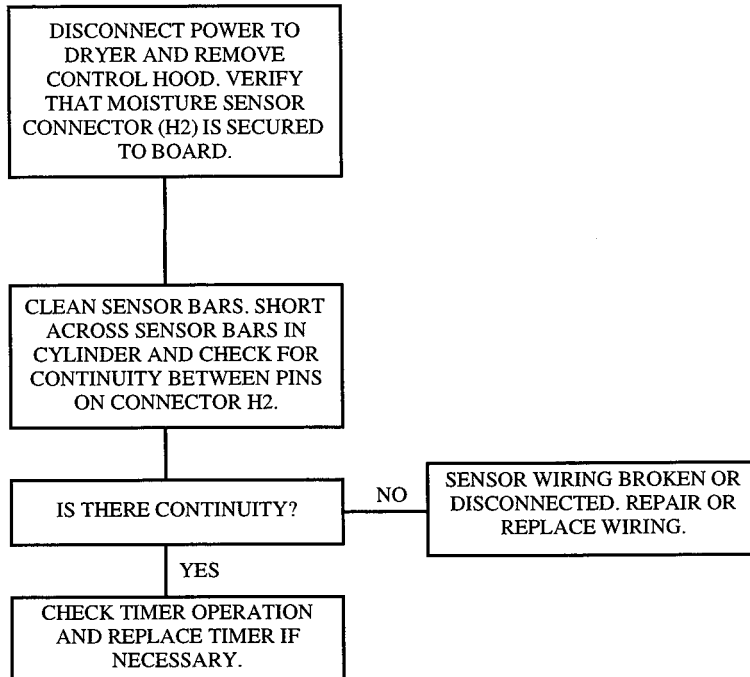 DISCONNECT POWER TO
DRYER AND REMOVE
CONTROL HOOD. VERIFY
THAT MOISTURE SENSOR
CONNECTOR (H2) IS SECURED
TO BOARD.
CLEAN SENSOR BARS. SHORT
ACROSS SENSOR BARS IN
CYLINDER AND CHECK FOR
CONTINUITY BETWEEN PINS
ON CONNECTOR H2.
IS THERE CONTINUITY?
NO
SENSOR WIRING BROKEN OR
DISCONNECTED. REPAIR OR
REPLACE WIRING.
YES
CHECK TIMER OPERATION
AND REPLACE TIMER IF
NECESSARY.